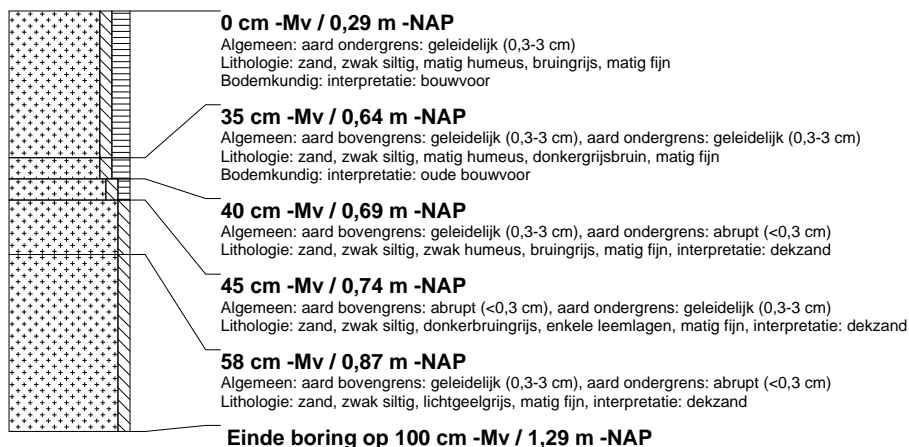 0 cm -Mv / 0,29 m -NAP
Algemeen: aard ondergrens: geleidelijk (0,3-3 cm)
Lithologie: zand, zwak siltig, matig humeus, bruingrijs, matig fijn
Bodemkundig: interpretatie: bouwvoor
35 cm -Mv / 0,64 m -NAP
Algemeen: aard bovengrens: geleidelijk (0,3-3 cm), aard ondergrens: geleidelijk (0,3-3 cm)
Lithologie: zand, zwak siltig, matig humeus, donkergrijsbruin, matig fijn
Bodemkundig: interpretatie: oude bouwvoor
40 cm -Mv / 0,69 m -NAP
Algemeen: aard bovengrens: geleidelijk (0,3-3 cm), aard ondergrens: abrupt (<0,3 cm)
Lithologie: zand, zwak siltig, zwak humeus, bruingrijs, matig fijn, interpretatie: dekzand
45 cm -Mv / 0,74 m -NAP
Algemeen: aard bovengrens: abrupt (<0,3 cm), aard ondergrens: geleidelijk (0,3-3 cm)
Lithologie: zand, zwak siltig, donkerbruingrijs, enkele leemlagen, matig fijn, interpretatie: dekzand
58 cm -Mv / 0,87 m -NAP
Algemeen: aard bovengrens: geleidelijk (0,3-3 cm), aard ondergrens: abrupt (<0,3 cm)
Lithologie: zand, zwak siltig, lichtgeelgrijs, matig fijn, interpretatie: dekzand
Einde boring op 100 cm -Mv / 1,29 m -NAP